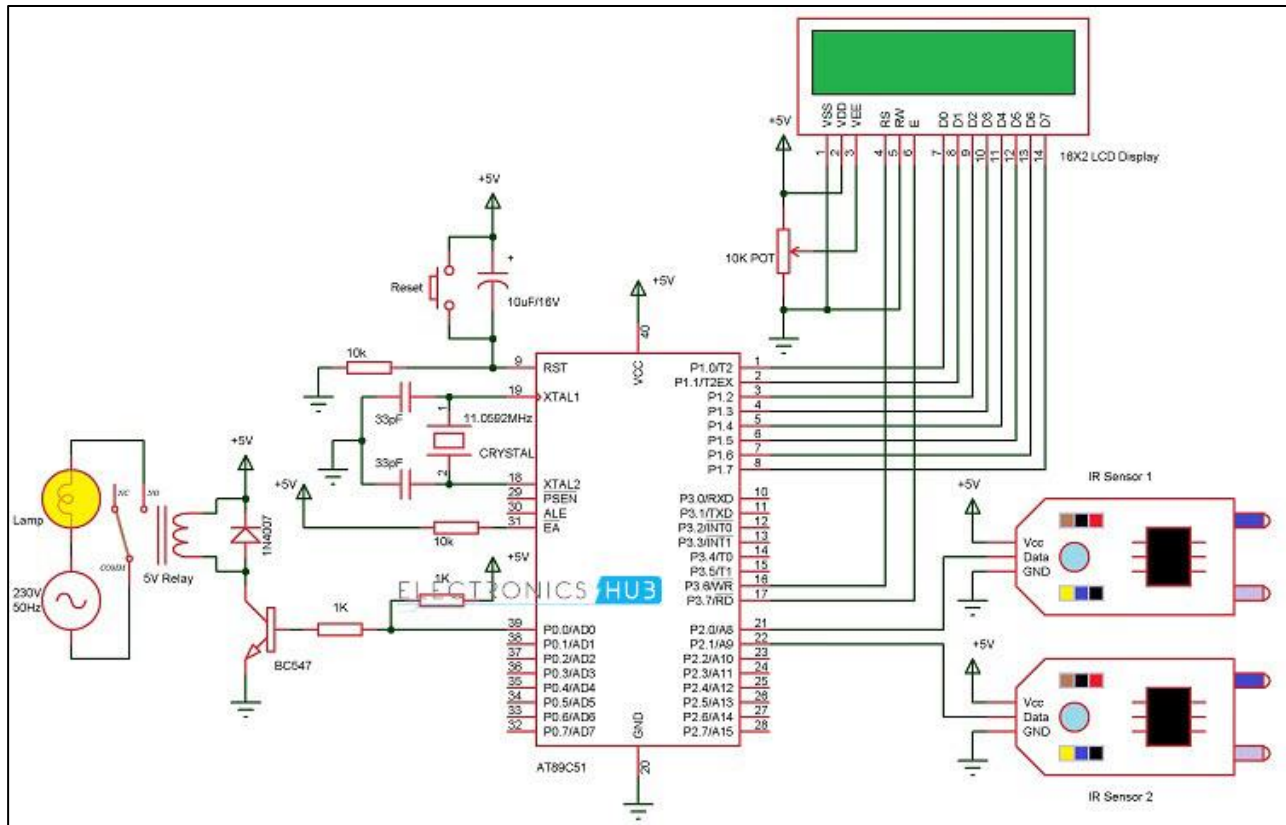 VSS
VDD
VEE
RS
RW
E
D0
D1
D2
D3
D4
D5
D6
D7
1
2
3
4
5
6
7
8
9
10
11
12
13
14
16X2 LCD Display
+5V
10K POT
+5V
Reset
+
10uF/16V
+5V
10k
33pF
1
11.0592MHz
CRYSTAL
2
33pF
+5V
10k
40
VCC
9 RST
19 XTAL1
18 XTAL2
29 PSEN
30 ALE
31 EA
39 P0.0/AD0
38 P0.1/AD1
37 P0.2/AD2
36 P0.3/AD3
35 P0.4/AD4
34 P0.5/AD5
33 P0.6/AD6
32 P0.7/AD7
P1.0/T2 1
P1.1/T2EX 2
P1.2 3
P1.3 4
P1.4 5
P1.5 6
P1.6 7
P1.7 8
P3.0/RXD 10
P3.1/TXD 11
P3.2/INT0 12
P3.3/INT1 13
P3.4/T0 14
P3.5/T1 15
P3.6/WR 16
P3.7/RD 17
P2.0/A8 21
P2.1/A9 22
P2.2/A10 23
P2.3/A11 24
P2.4/A12 25
P2.5/A13 26
P2.6/A14 27
P2.7/A15 28
GND
20
AT89C51
+5V
1K
ELECTRONICS HUB
1K
BC547
+5V
1N4007
5V Relay
NC
NO
COM
Lamp
230V
50Hz
IR Sensor 1
+5V
Vcc
Data
GND
+5V
Vcc
Data
GND
IR Sensor 2